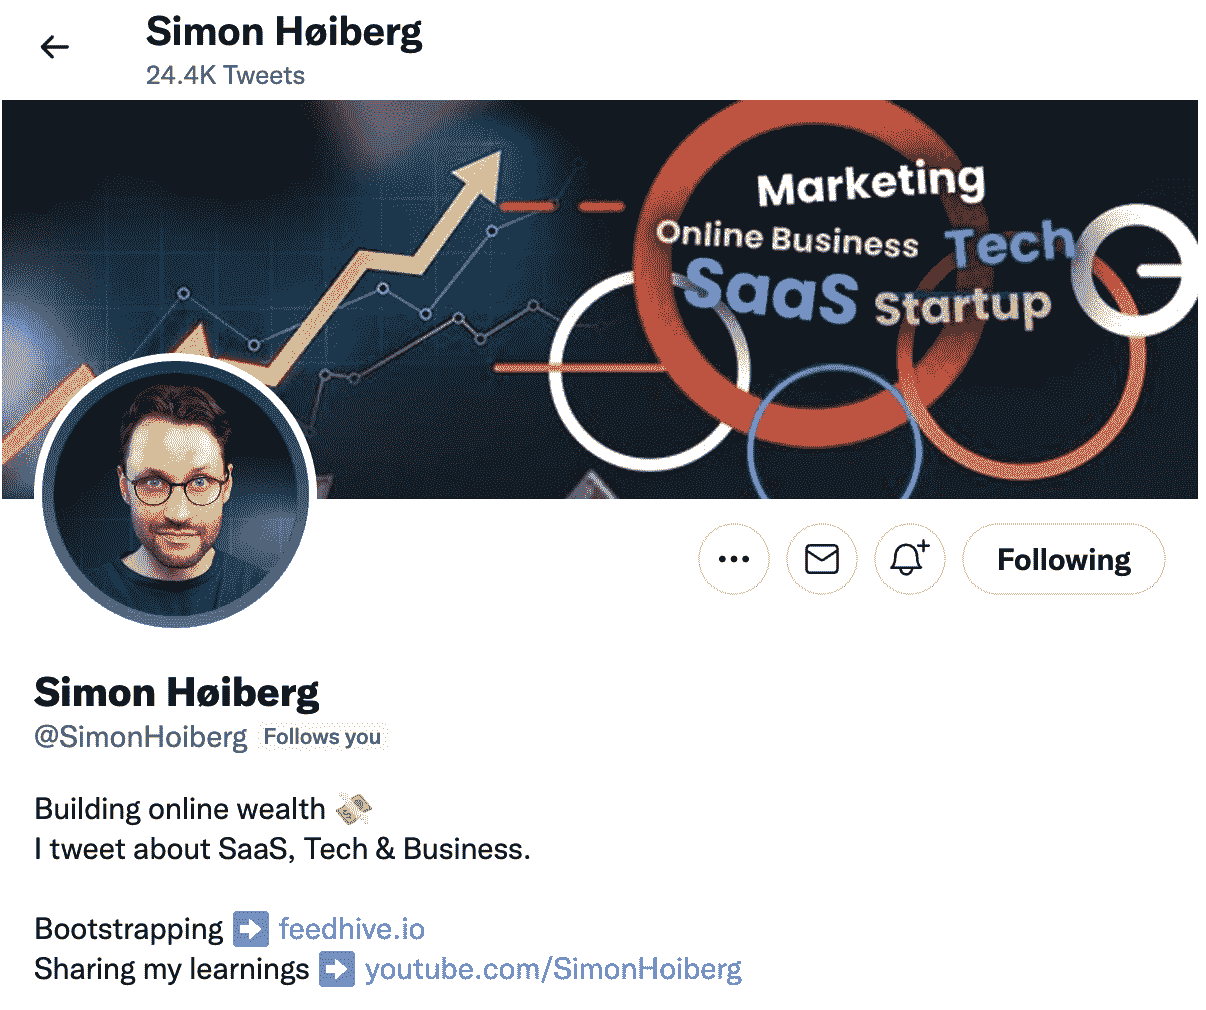 Simon Høiberg
24.4K Tweets
Marketing
Online Business Tech
SaaS Startup
Following
Simon Høiberg
@SimonHoiberg Follows you
Building online wealth 💸
I tweet about SaaS, Tech & Business.
Bootstrapping ➡️ feedhive.io
Sharing my learnings ➡️ youtube.com/SimonHoiberg